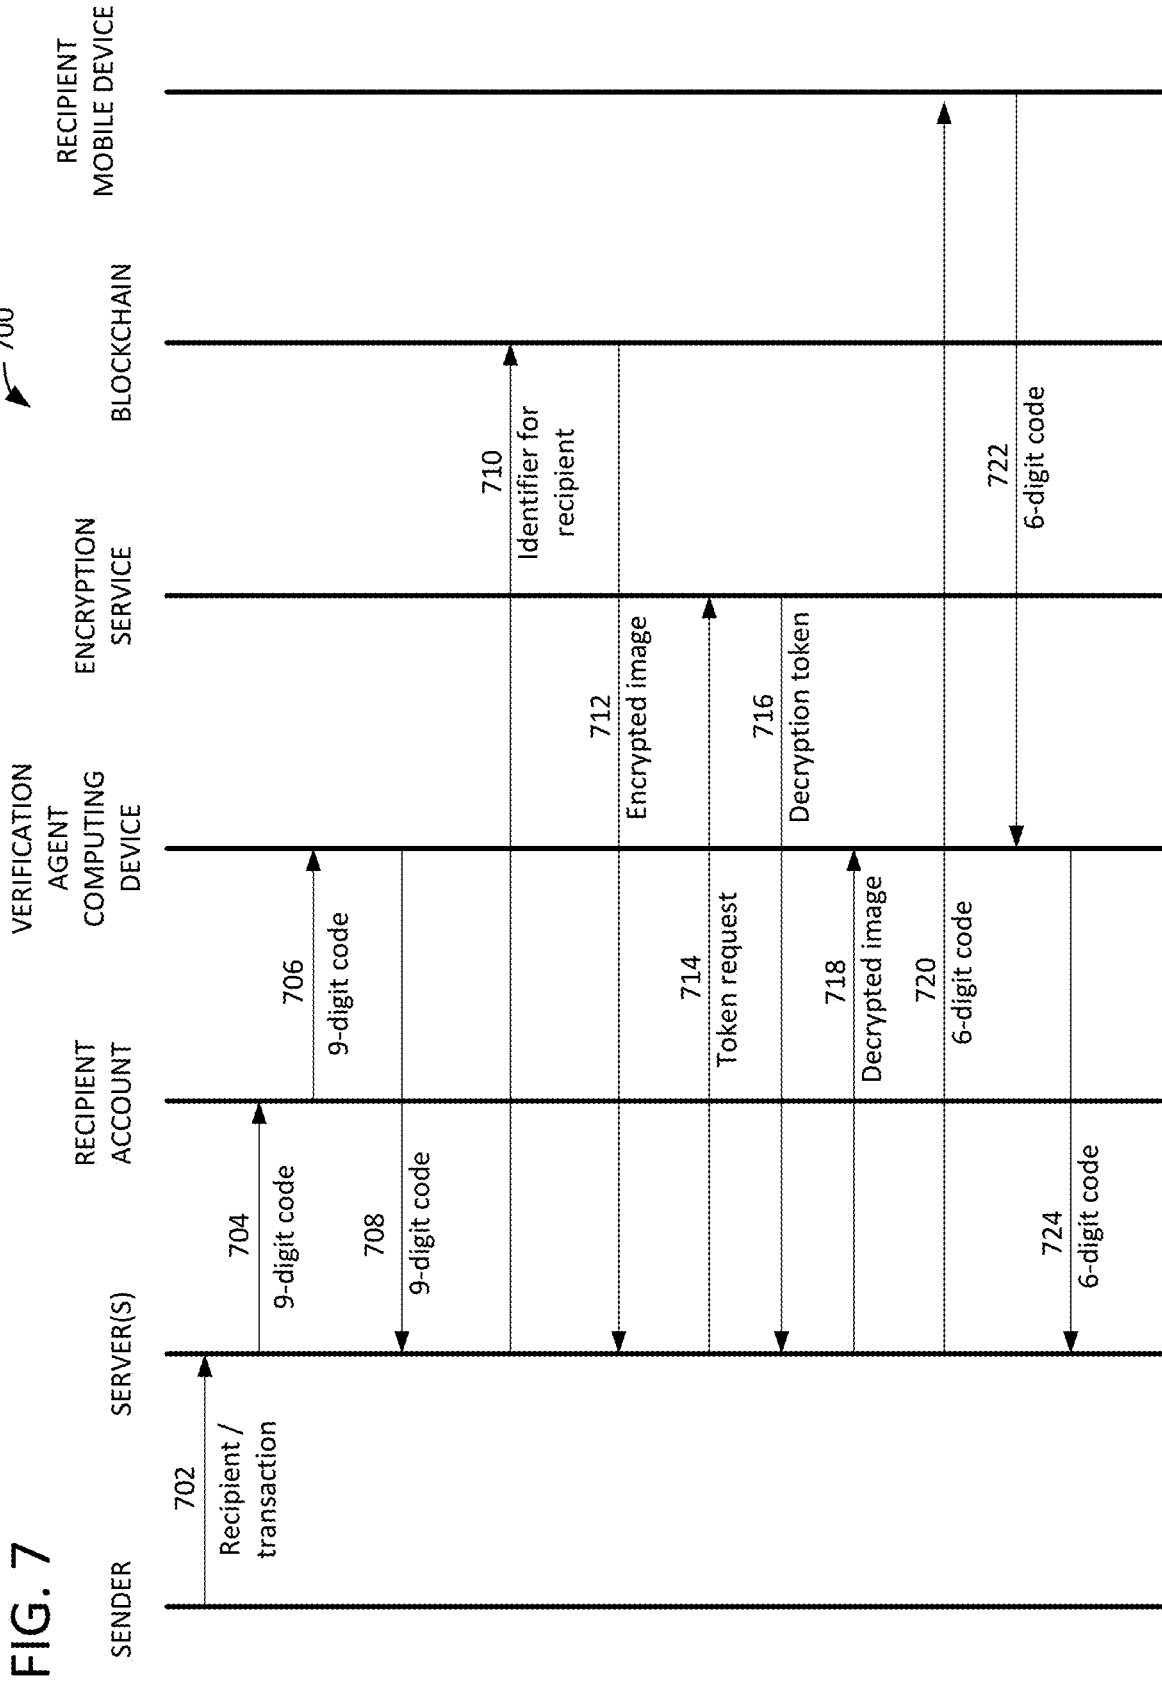 FIG. 7
700
SENDER
SERVER(S)
RECIPIENT
ACCOUNT
VERIFICATION
AGENT
COMPUTING
DEVICE
ENCRYPTION
SERVICE
BLOCKCHAIN
RECIPIENT
MOBILE DEVICE
702
Recipient /
transaction
704
9-digit code
706
9-digit code
708
9-digit code
710
Identifier for
recipient
712
Encrypted image
714
Token request
716
Decryption token
718
Decrypted image
720
6-digit code
722
6-digit code
724
6-digit code